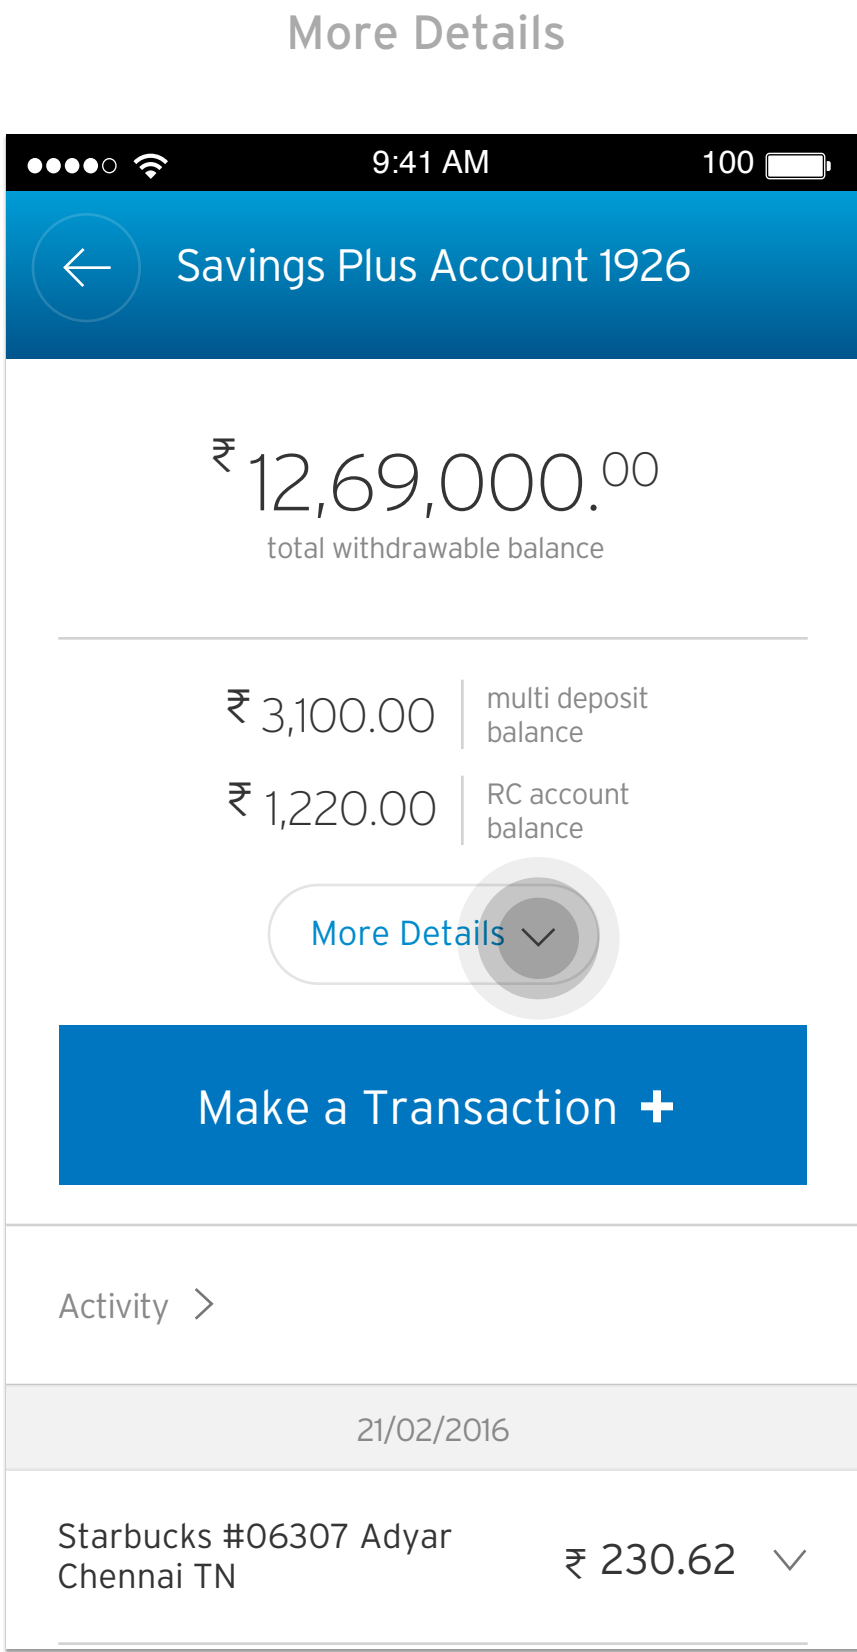 More Details
9:41 AM
100
Savings Plus Account 1926
₹ 12,69,000.00
total withdrawable balance
₹ 3,100.00
multi deposit
balance
₹ 1,220.00
RC account
balance
More Details
Make a Transaction +
Activity >
21/02/2016
Starbucks #06307 Adyar
Chennai TN
₹ 230.62